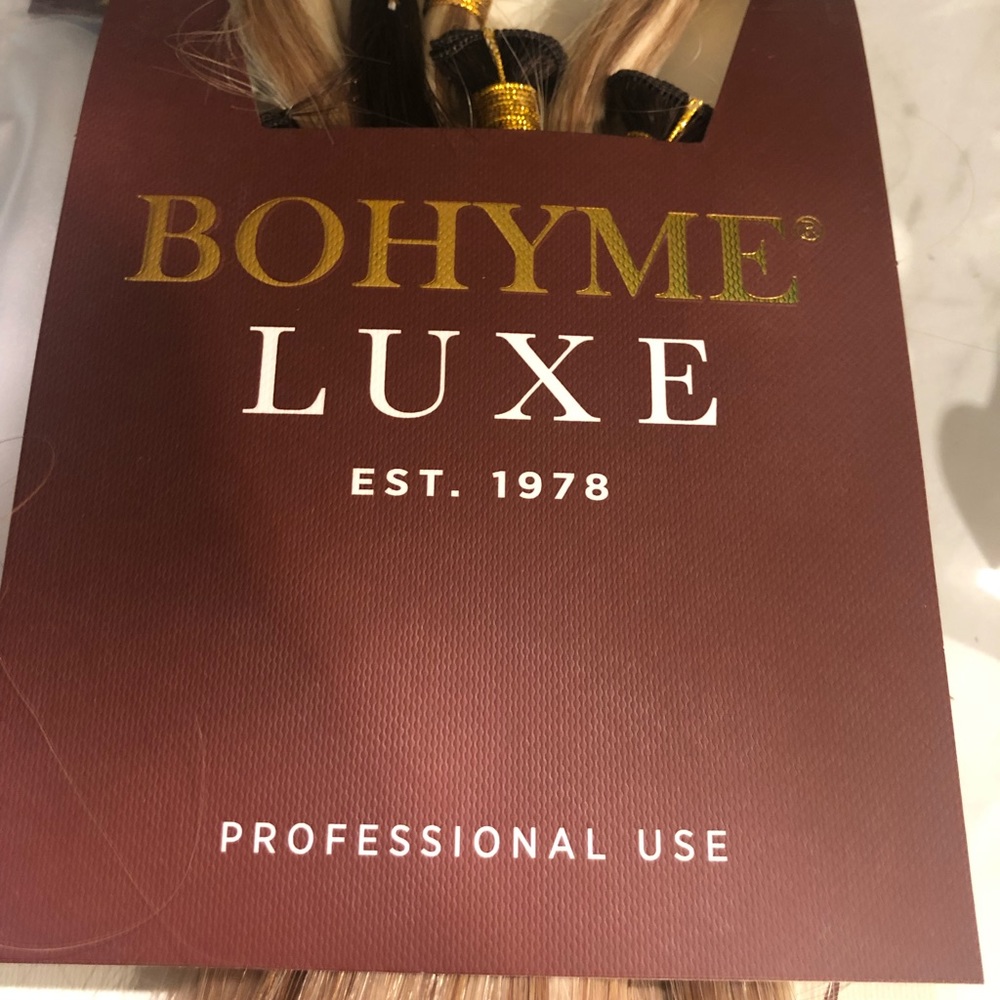 BOHYME®
LUXE
EST. 1978
PROFESSIONAL USE